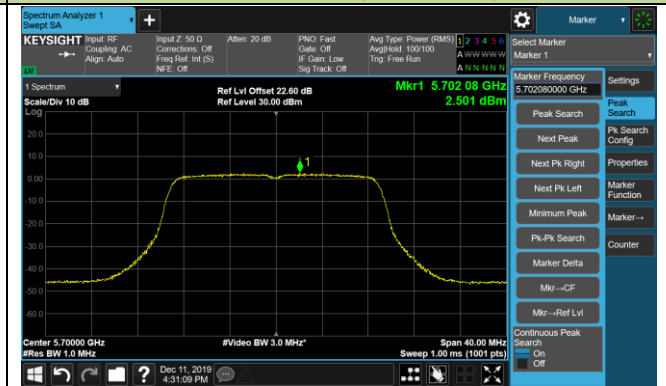 Spectrum Analyzer 1
Swept SA
+
Marker
KEYSIGHT
Input: RF
Coupling: AC
Align: Auto
Input Z: 50 Ω
Corrections: Off
Freq Ref: Int (S)
NFE: Off
Atten: 20 dB
PNO: Fast
Gate: Off
IF Gain: Low
Sig Track: Off
Avg Type: Power (RMS)
Avg|Hold: 100/100
Trig: Free Run
1 2 3 4 5 6
A W W W W W
A N N N N N
Select Marker
Marker 1
1 Spectrum
Scale/Div 10 dB
Log
Ref Lvl Offset 22.60 dB
Ref Level 30.00 dBm
Mkr1 5.702 08 GHz
2.501 dBm
20.0
10.0
0.00
-10.0
-20.0
-30.0
-40.0
-50.0
-60.0
1
Center 5.70000 GHz
#Res BW 1.0 MHz
#Video BW 3.0 MHz*
Span 40.00 MHz
Sweep 1.00 ms (1001 pts)
Marker Frequency
5.702080000 GHz
Peak Search
Next Peak
Next Pk Right
Next Pk Left
Minimum Peak
Pk-Pk Search
Marker Delta
Mkr→CF
Mkr→Ref Lvl
Continuous Peak
Search
On
Off
Settings
Peak
Search
Pk Search
Config
Properties
Marker
Function
Marker→
Counter
?
Dec 11, 2019
4:31:09 PM